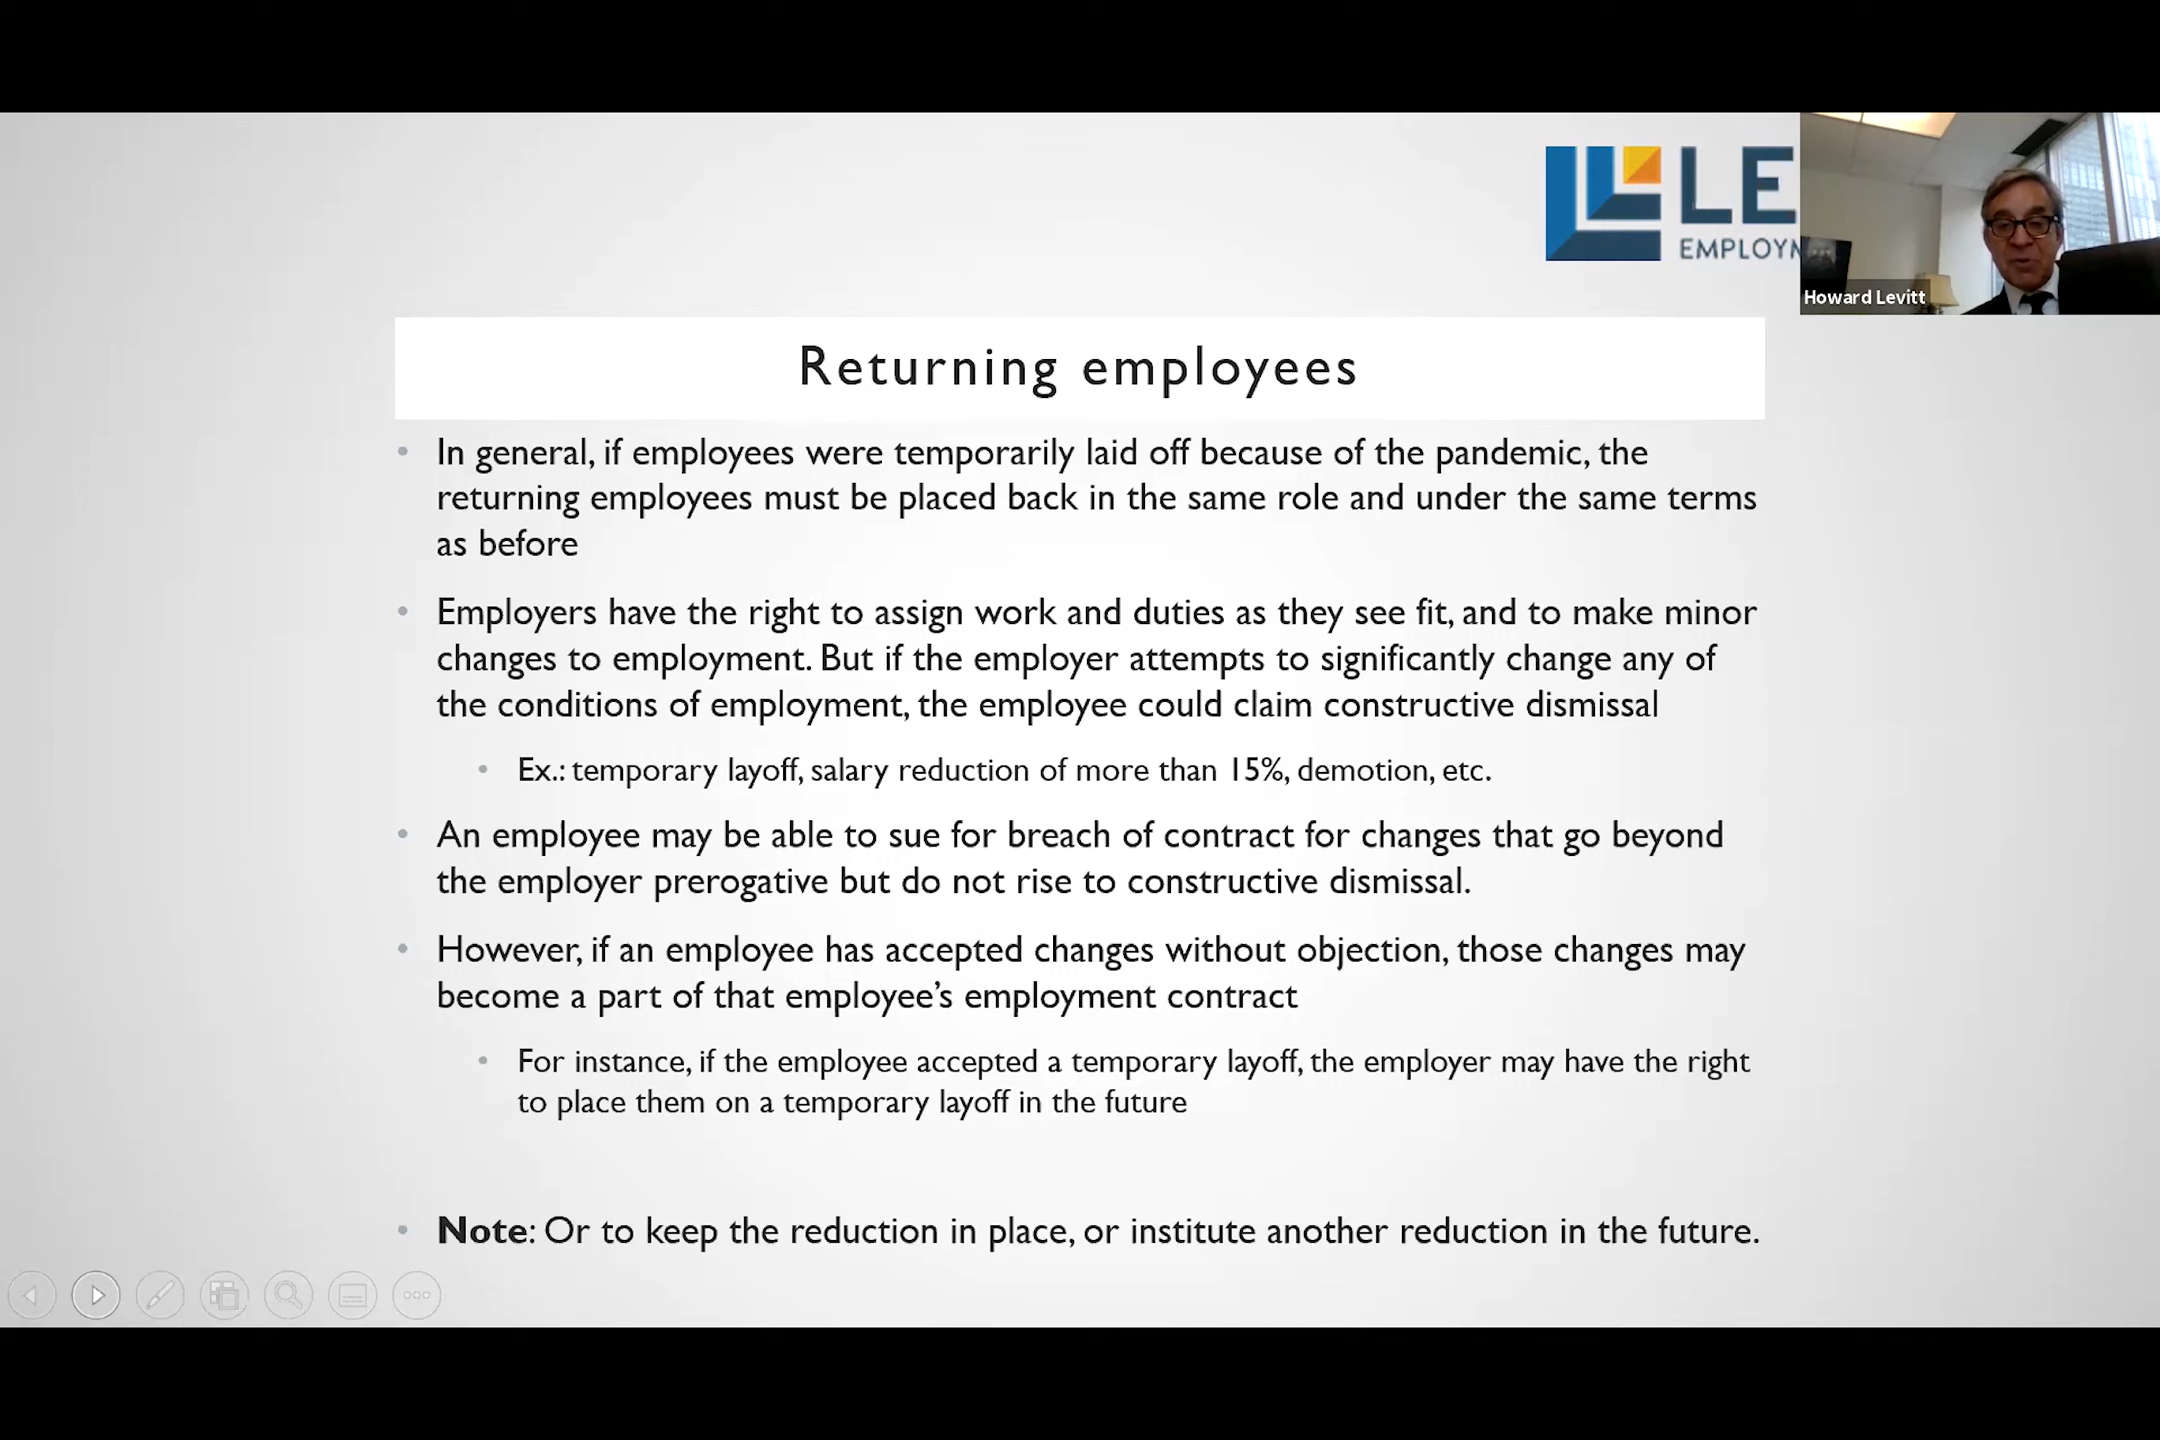 LE
EMPLOYM
Howard Levitt
Returning employees
• In general, if employees were temporarily laid off because of the pandemic, the
returning employees must be placed back in the same role and under the same terms
as before
• Employers have the right to assign work and duties as they see fit, and to make minor
changes to employment. But if the employer attempts to significantly change any of
the conditions of employment, the employee could claim constructive dismissal
• Ex.: temporary layoff, salary reduction of more than 15%, demotion, etc.
• An employee may be able to sue for breach of contract for changes that go beyond
the employer prerogative but do not rise to constructive dismissal.
• However, if an employee has accepted changes without objection, those changes may
become a part of that employee’s employment contract
• For instance, if the employee accepted a temporary layoff, the employer may have the right
to place them on a temporary layoff in the future
• Note: Or to keep the reduction in place, or institute another reduction in the future.